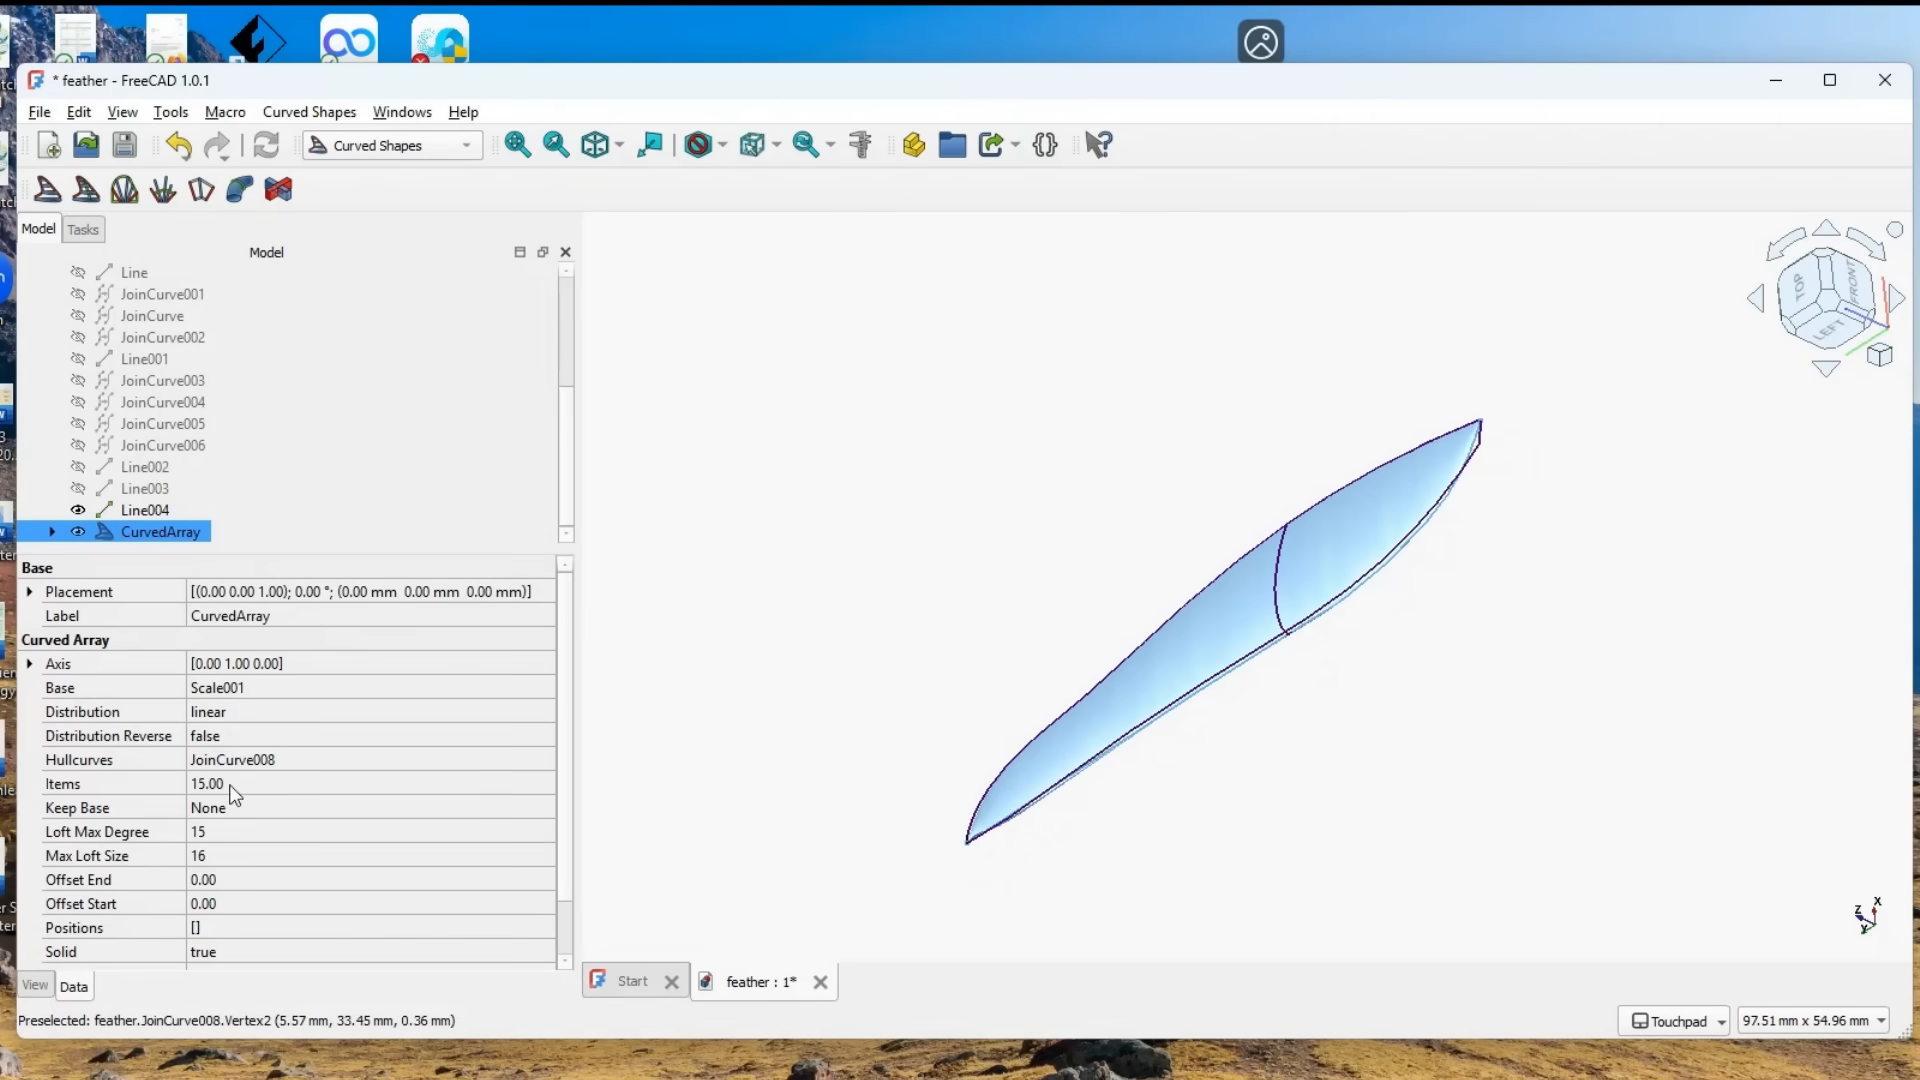 * feather - FreeCAD 1.0.1
File Edit View Tools Macro Curved Shapes Windows Help
Curved Shapes
Model Tasks
Model
Line
JoinCurve001
JoinCurve
JoinCurve002
Line001
JoinCurve003
JoinCurve004
JoinCurve005
JoinCurve006
Line002
Line003
Line004
CurvedArray
Base
Placement [(0.00 0.00 1.00); 0.00 °; (0.00 mm 0.00 mm 0.00 mm)]
Label CurvedArray
Curved Array
Axis [0.00 1.00 0.00]
Base Scale001
Distribution linear
Distribution Reverse false
Hullcurves JoinCurve008
Items 15.00
Keep Base None
Loft Max Degree 15
Max Loft Size 16
Offset End 0.00
Offset Start 0.00
Positions []
Solid true
View Data
Start feather : 1*
Preselected: feather.JoinCurve008.Vertex2 (5.57 mm, 33.45 mm, 0.36 mm)
Touchpad 97.51 mm x 54.96 mm
TOP
FRONT
LEFT
X
Z
Y